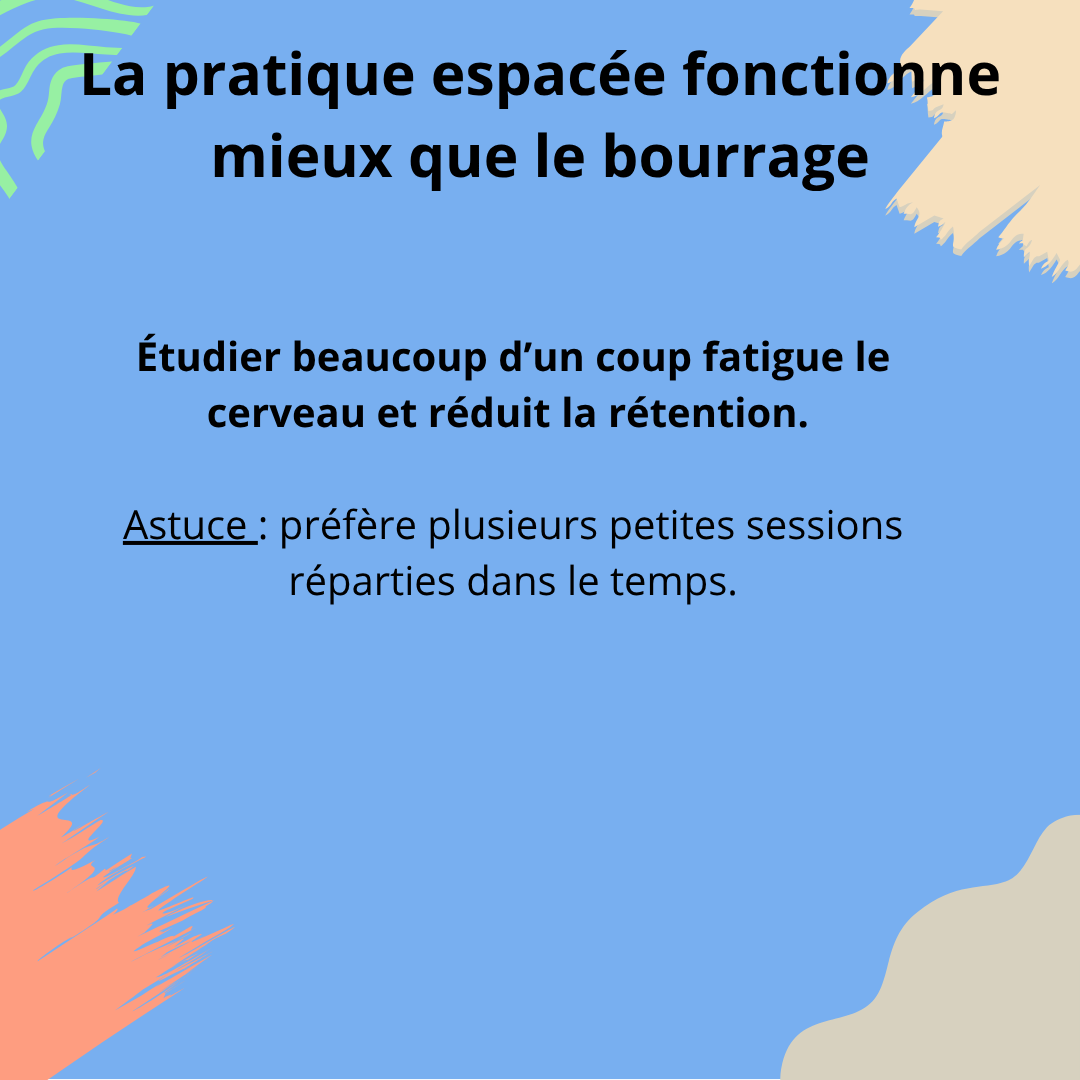 La pratique espacée fonctionne
mieux que le bourrage
Étudier beaucoup d’un coup fatigue le
cerveau et réduit la rétention.
Astuce : préfère plusieurs petites sessions
réparties dans le temps.